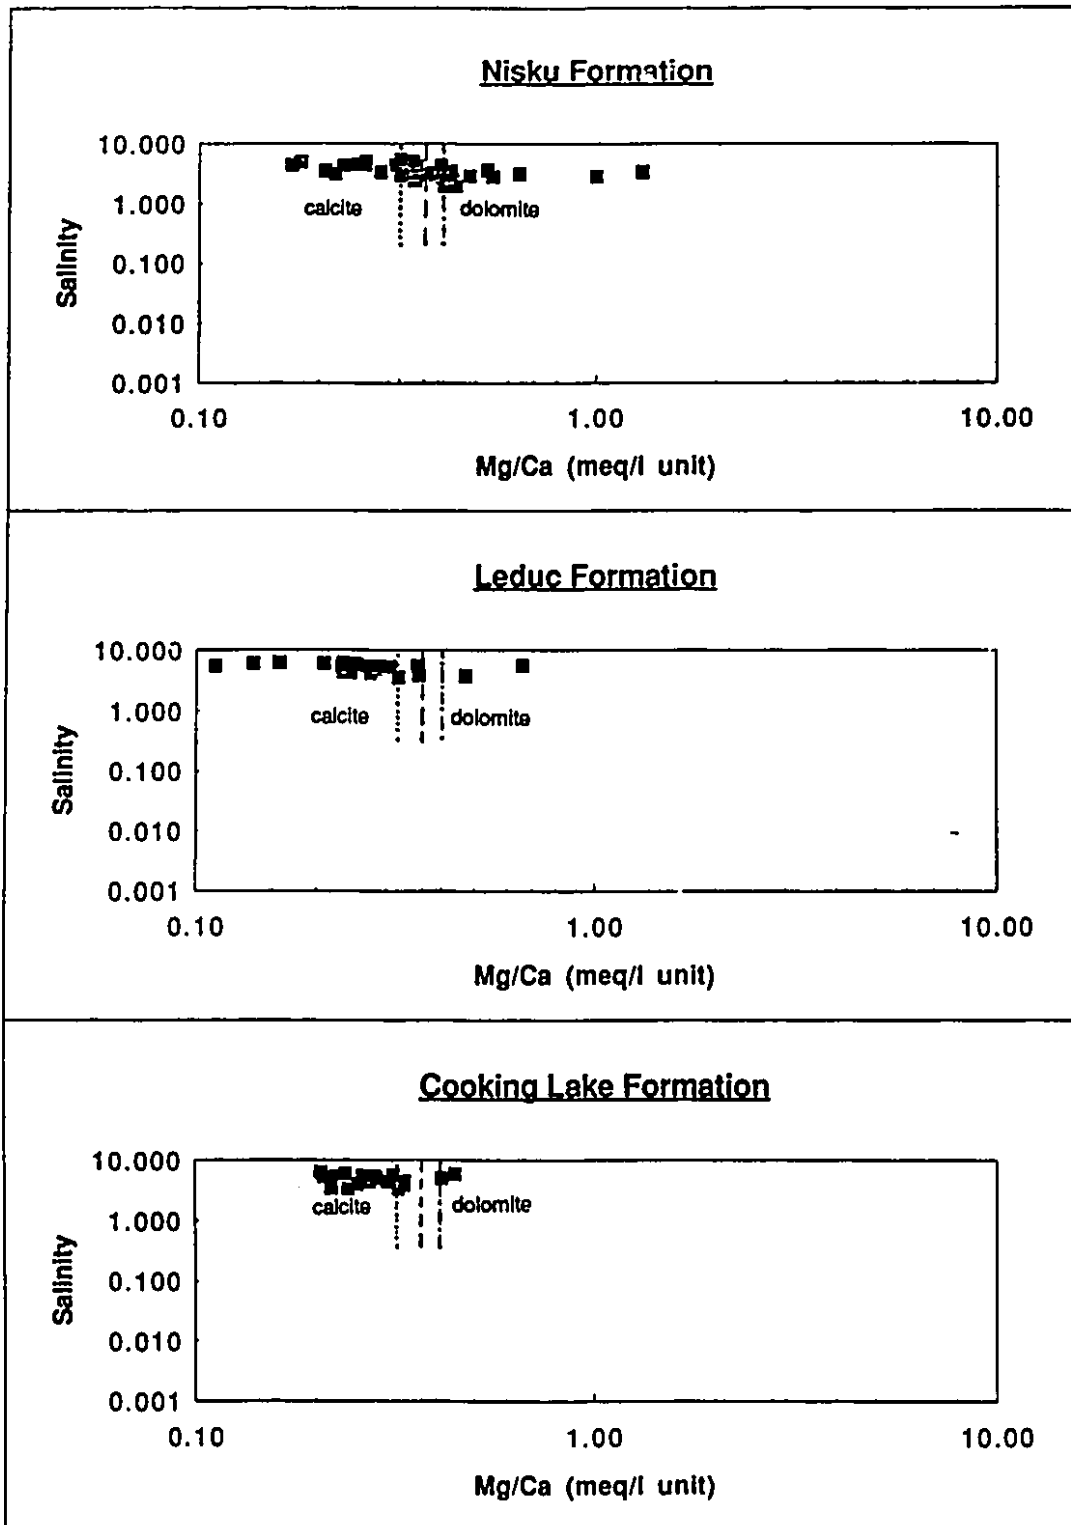 Nisku Formation
10.000
1.000
0.100
0.010
0.001
Salinity
calcite
dolomite
0.10
1.00
10.00
Mg/Ca (meq/l unit)
Leduc Formation
10.000
1.000
0.100
0.010
0.001
Salinity
calcite
dolomite
0.10
1.00
10.00
Mg/Ca (meq/l unit)
Cooking Lake Formation
10.000
1.000
0.100
0.010
0.001
Salinity
calcite
dolomite
0.10
1.00
10.00
Mg/Ca (meq/l unit)